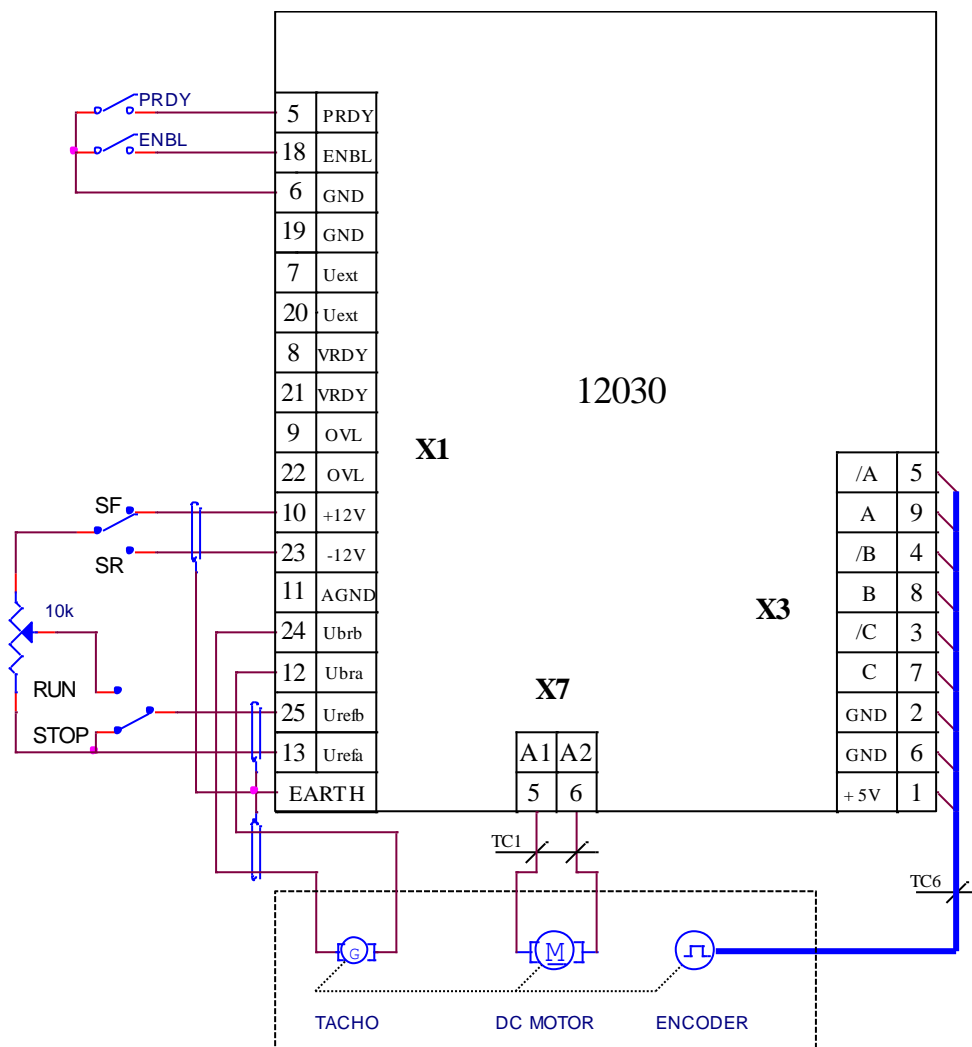 PRDY
5 PRDY
ENBL
18 ENBL
6 GND
19 GND
7 Uext
20 Uext
8 VRDY
21 VRDY
9 OVL
22 OVL
SF
10 +12V
SR
23 -12V
11 AGND
10k
24 Ubrb
12 Ubra
RUN
25 Urefb
STOP
13 Urefa
EARTH
12030
X1
X3
/A 5
A 9
/B 4
B 8
/C 3
C 7
GND 2
GND 6
+5V 1
X7
A1 A2
5 6
TC1
TC6
G
M
TACHO
DC MOTOR
ENCODER